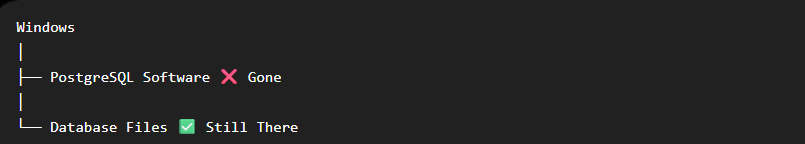 Windows
│
├── PostgreSQL Software ❌ Gone
│
└── Database Files ✅ Still There